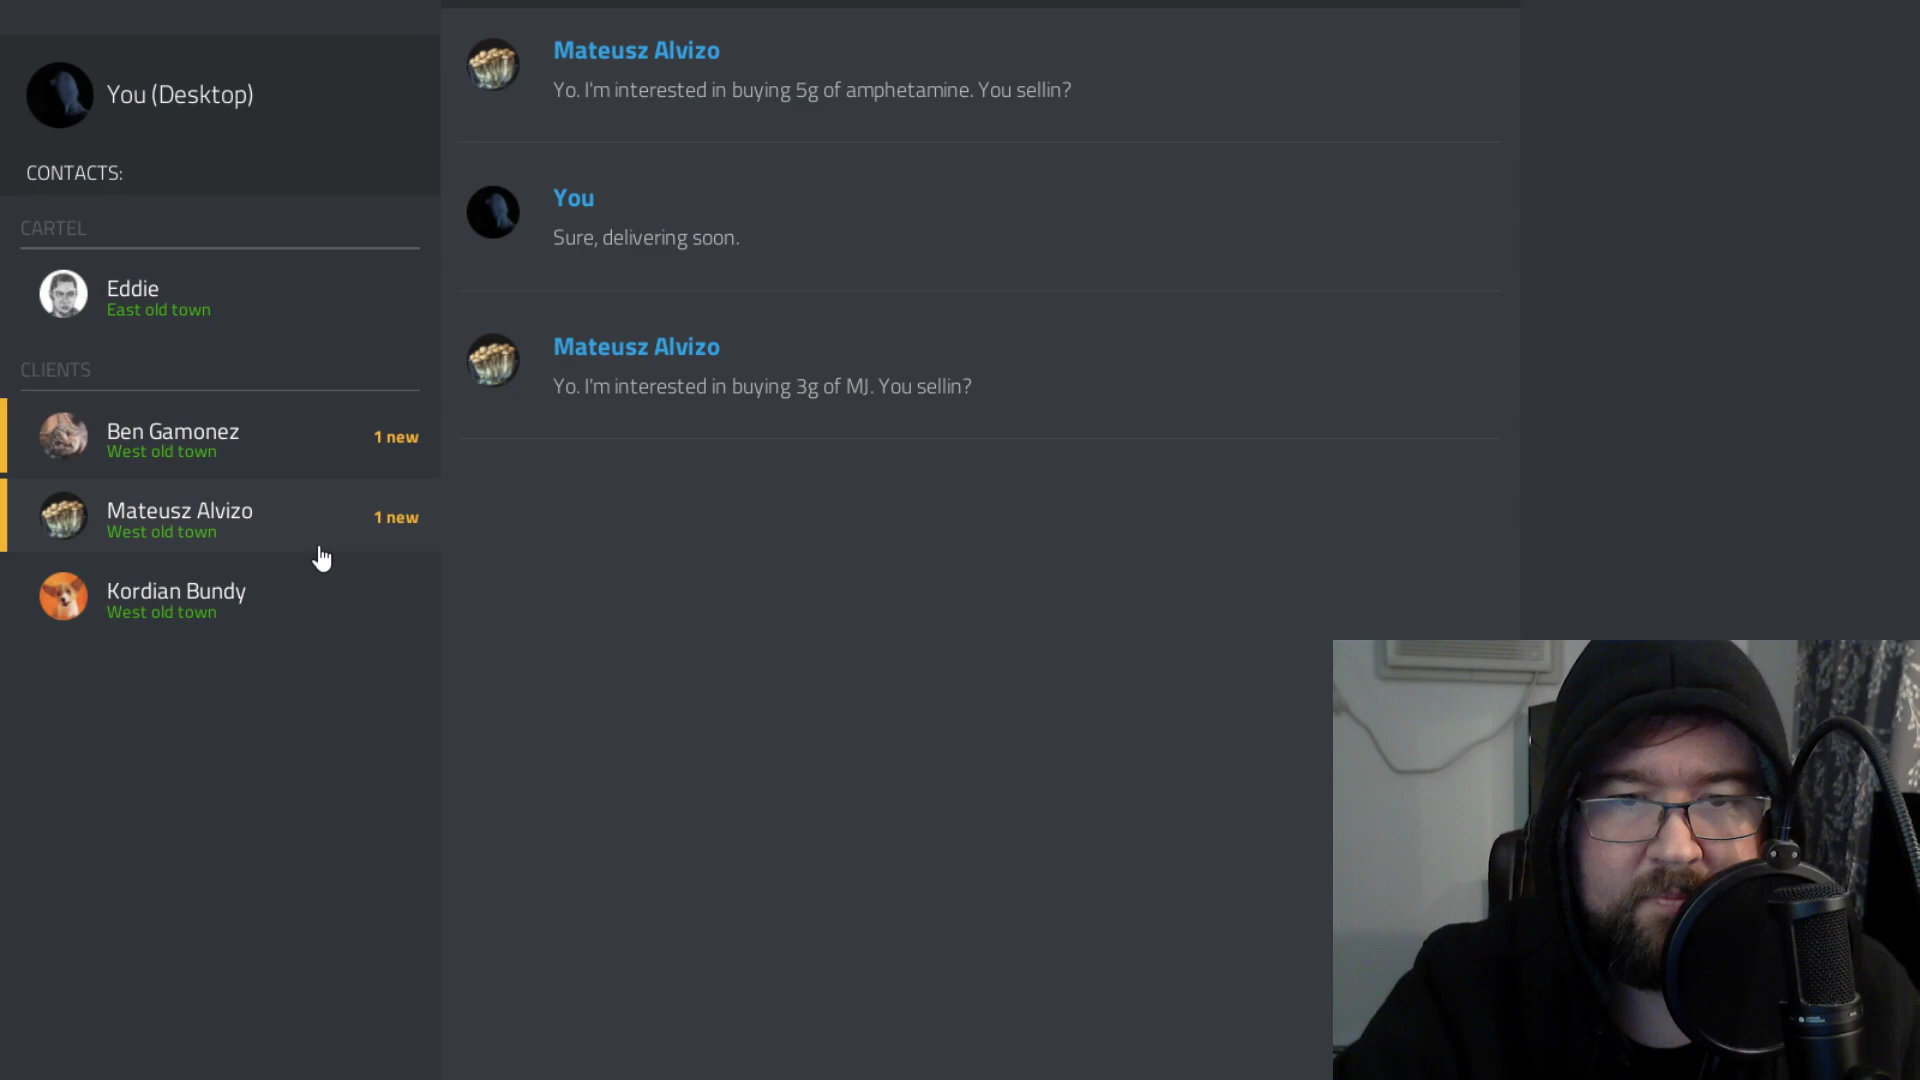 You (Desktop)
CONTACTS:
CARTEL
Eddie
East old town
CLIENTS
Ben Gamonez
West old town
1 new
Mateusz Alvizo
West old town
1 new
Kordian Bundy
West old town
Mateusz Alvizo
Yo. I'm interested in buying 5g of amphetamine. You sellin?
You
Sure, delivering soon.
Mateusz Alvizo
Yo. I'm interested in buying 3g of MJ. You sellin?